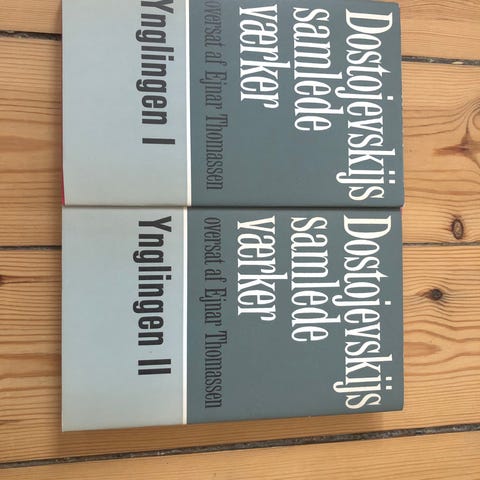 Dostojevskijs
samlede
værker
oversat af Ejnar Thomassen
Ynglingen I
Dostojevskijs
samlede
værker
oversat af Ejnar Thomassen
Ynglingen II